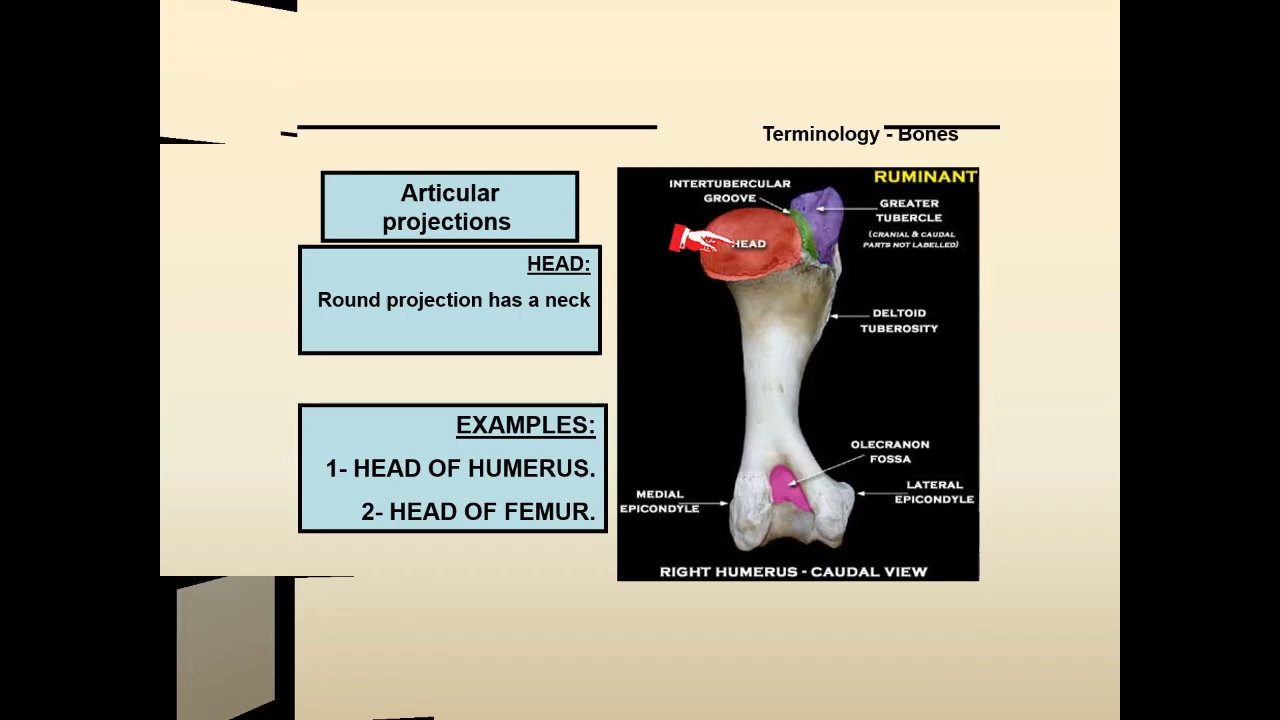 Terminology - Bones
Articular
projections
HEAD:
Round projection has a neck
EXAMPLES:
1- HEAD OF HUMERUS.
2- HEAD OF FEMUR.
RUMINANT
INTERTUBERCULAR
GROOVE
GREATER
TUBERCLE
(CRANIAL & CAUDAL
PARTS NOT LABELLED)
HEAD
DELTOID
TUBEROSITY
OLECRANON
FOSSA
LATERAL
EPICONDYLE
MEDIAL
EPICONDYLE
RIGHT HUMERUS - CAUDAL VIEW